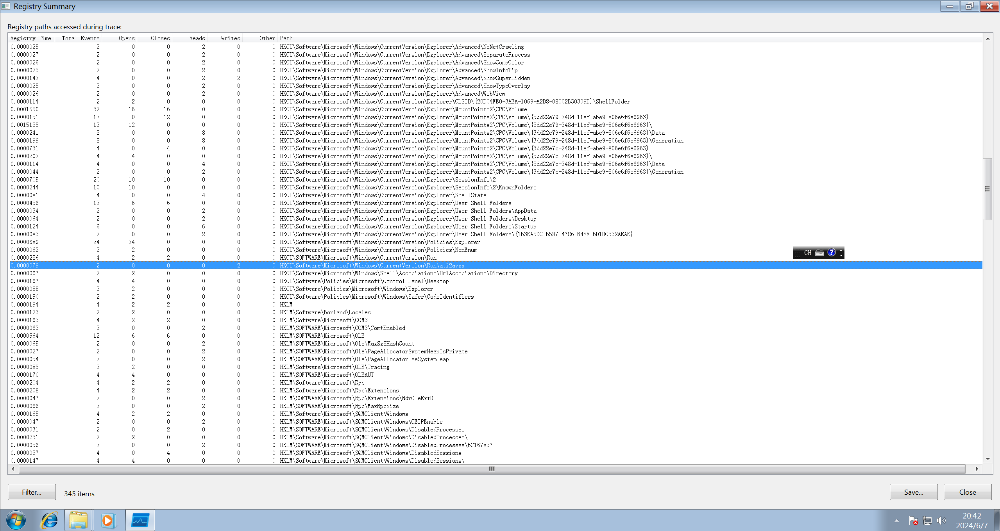 Registry Summary
Registry paths accessed during trace:
Registry Time Total Events Opens Closes Reads Writes Other Path
0.0000025 2 0 0 2 0 0 HKCU\Software\Microsoft\Windows\CurrentVersion\Explorer\Advanced\NoNetCrawling
0.0000027 2 0 0 2 0 0 HKCU\Software\Microsoft\Windows\CurrentVersion\Explorer\Advanced\SeparateProcess
0.0000026 2 0 0 2 0 0 HKCU\Software\Microsoft\Windows\CurrentVersion\Explorer\Advanced\ShowCompColor
0.0000025 2 0 0 2 0 0 HKCU\Software\Microsoft\Windows\CurrentVersion\Explorer\Advanced\ShowInfoTip
0.0000142 4 0 0 2 2 0 HKCU\Software\Microsoft\Windows\CurrentVersion\Explorer\Advanced\ShowSuperHidden
0.0000025 2 0 0 2 0 0 HKCU\Software\Microsoft\Windows\CurrentVersion\Explorer\Advanced\ShowTypeOverlay
0.0000026 2 0 0 2 0 0 HKCU\Software\Microsoft\Windows\CurrentVersion\Explorer\Advanced\WebView
0.0000114 2 2 0 0 0 0 HKCU\Software\Microsoft\Windows\CurrentVersion\Explorer\CLSID\{20D04FE0-3AEA-1069-A2D8-08002B30309D}\ShellFolder
0.0001550 32 16 16 0 0 0 HKCU\Software\Microsoft\Windows\CurrentVersion\Explorer\MountPoints2\CPC\Volume
0.0000151 12 0 12 0 0 0 HKCU\Software\Microsoft\Windows\CurrentVersion\Explorer\MountPoints2\CPC\Volume\{3dd22e79-248d-11ef-abe9-806e6f6e6963}
0.0015135 12 12 0 0 0 0 HKCU\Software\Microsoft\Windows\CurrentVersion\Explorer\MountPoints2\CPC\Volume\{3dd22e79-248d-11ef-abe9-806e6f6e6963}\
0.0000241 8 0 0 8 0 0 HKCU\Software\Microsoft\Windows\CurrentVersion\Explorer\MountPoints2\CPC\Volume\{3dd22e79-248d-11ef-abe9-806e6f6e6963}\Data
0.0000199 8 0 0 8 0 0 HKCU\Software\Microsoft\Windows\CurrentVersion\Explorer\MountPoints2\CPC\Volume\{3dd22e79-248d-11ef-abe9-806e6f6e6963}\Generation
0.0000731 4 0 4 0 0 0 HKCU\Software\Microsoft\Windows\CurrentVersion\Explorer\MountPoints2\CPC\Volume\{3dd22e7c-248d-11ef-abe9-806e6f6e6963}
0.0000202 4 4 0 0 0 0 HKCU\Software\Microsoft\Windows\CurrentVersion\Explorer\MountPoints2\CPC\Volume\{3dd22e7c-248d-11ef-abe9-806e6f6e6963}\
0.0000114 4 0 0 4 0 0 HKCU\Software\Microsoft\Windows\CurrentVersion\Explorer\MountPoints2\CPC\Volume\{3dd22e7c-248d-11ef-abe9-806e6f6e6963}\Data
0.0000044 2 0 0 2 0 0 HKCU\Software\Microsoft\Windows\CurrentVersion\Explorer\MountPoints2\CPC\Volume\{3dd22e7c-248d-11ef-abe9-806e6f6e6963}\Generation
0.0000705 20 10 10 0 0 0 HKCU\Software\Microsoft\Windows\CurrentVersion\Explorer\SessionInfo\2
0.0000244 10 10 0 0 0 0 HKCU\Software\Microsoft\Windows\CurrentVersion\Explorer\SessionInfo\2\KnownFolders
0.0000081 4 0 0 4 0 0 HKCU\Software\Microsoft\Windows\CurrentVersion\Explorer\ShellState
0.0000436 12 6 6 0 0 0 HKCU\Software\Microsoft\Windows\CurrentVersion\Explorer\User Shell Folders
0.0000034 2 0 0 2 0 0 HKCU\Software\Microsoft\Windows\CurrentVersion\Explorer\User Shell Folders\AppData
0.0000064 2 0 0 2 0 0 HKCU\Software\Microsoft\Windows\CurrentVersion\Explorer\User Shell Folders\Desktop
0.0000124 6 0 0 6 0 0 HKCU\Software\Microsoft\Windows\CurrentVersion\Explorer\User Shell Folders\Startup
0.0000083 2 0 0 2 0 0 HKCU\Software\Microsoft\Windows\CurrentVersion\Explorer\User Shell Folders\{1B3EA5DC-B587-4786-B4EF-BD1DC332AEAE}
0.0000689 24 24 0 0 0 0 HKCU\Software\Microsoft\Windows\CurrentVersion\Policies\Explorer
0.0000062 2 2 0 0 0 0 HKCU\Software\Microsoft\Windows\CurrentVersion\Policies\NonEnum
0.0000286 4 2 2 0 0 0 HKCU\SOFTWARE\Microsoft\Windows\CurrentVersion\Run
0.0000079 2 0 0 0 2 0 HKCU\Software\Microsoft\Windows\CurrentVersion\Run\ati2avxx
0.0000067 2 2 0 0 0 0 HKCU\Software\Microsoft\Windows\Shell\Associations\UrlAssociations\Directory
0.0000167 4 4 0 0 0 0 HKCU\Software\Policies\Microsoft\Control Panel\Desktop
0.0000088 2 2 0 0 0 0 HKCU\Software\Policies\Microsoft\Windows\Explorer
0.0000150 2 2 0 0 0 0 HKCU\Software\Policies\Microsoft\Windows\Safer\CodeIdentifiers
0.0000194 4 2 2 0 0 0 HKLM
0.0000123 2 2 0 0 0 0 HKLM\Software\Borland\Locales
0.0000163 4 2 2 0 0 0 HKLM\Software\Microsoft\COM3
0.0000063 2 0 0 2 0 0 HKLM\SOFTWARE\Microsoft\COM3\Com+Enabled
0.0000564 12 6 6 0 0 0 HKLM\SOFTWARE\Microsoft\OLE
0.0000065 2 0 0 2 0 0 HKLM\SOFTWARE\Microsoft\Ole\MaxSxSHashCount
0.0000027 2 0 0 2 0 0 HKLM\SOFTWARE\Microsoft\Ole\PageAllocatorSystemHeapIsPrivate
0.0000054 2 0 0 2 0 0 HKLM\SOFTWARE\Microsoft\Ole\PageAllocatorUseSystemHeap
0.0000085 2 2 0 0 0 0 HKLM\Software\Microsoft\OLE\Tracing
0.0000170 4 4 0 0 0 0 HKLM\SOFTWARE\Microsoft\OLEAUT
0.0000204 4 2 2 0 0 0 HKLM\Software\Microsoft\Rpc
0.0000208 4 2 2 0 0 0 HKLM\Software\Microsoft\Rpc\Extensions
0.0000047 2 0 0 2 0 0 HKLM\SOFTWARE\Microsoft\Rpc\Extensions\NdrOleExtDLL
0.0000066 2 0 0 2 0 0 HKLM\SOFTWARE\Microsoft\Rpc\MaxRpcSize
0.0000165 4 2 2 0 0 0 HKLM\Software\Microsoft\SQMClient\Windows
0.0000047 2 0 0 2 0 0 HKLM\SOFTWARE\Microsoft\SQMClient\Windows\CEIPEnable
0.0000031 2 0 2 0 0 0 HKLM\SOFTWARE\Microsoft\SQMClient\Windows\DisabledProcesses
0.0000231 2 2 0 0 0 0 HKLM\Software\Microsoft\SQMClient\Windows\DisabledProcesses\
0.0000036 2 0 0 2 0 0 HKLM\SOFTWARE\Microsoft\SQMClient\Windows\DisabledProcesses\BC167837
0.0000037 4 0 4 0 0 0 HKLM\SOFTWARE\Microsoft\SQMClient\Windows\DisabledSessions
0.0000147 4 4 0 0 0 0 HKLM\Software\Microsoft\SQMClient\Windows\DisabledSessions\
CH
Filter... 345 items Save... Close
20:42
2024/6/7